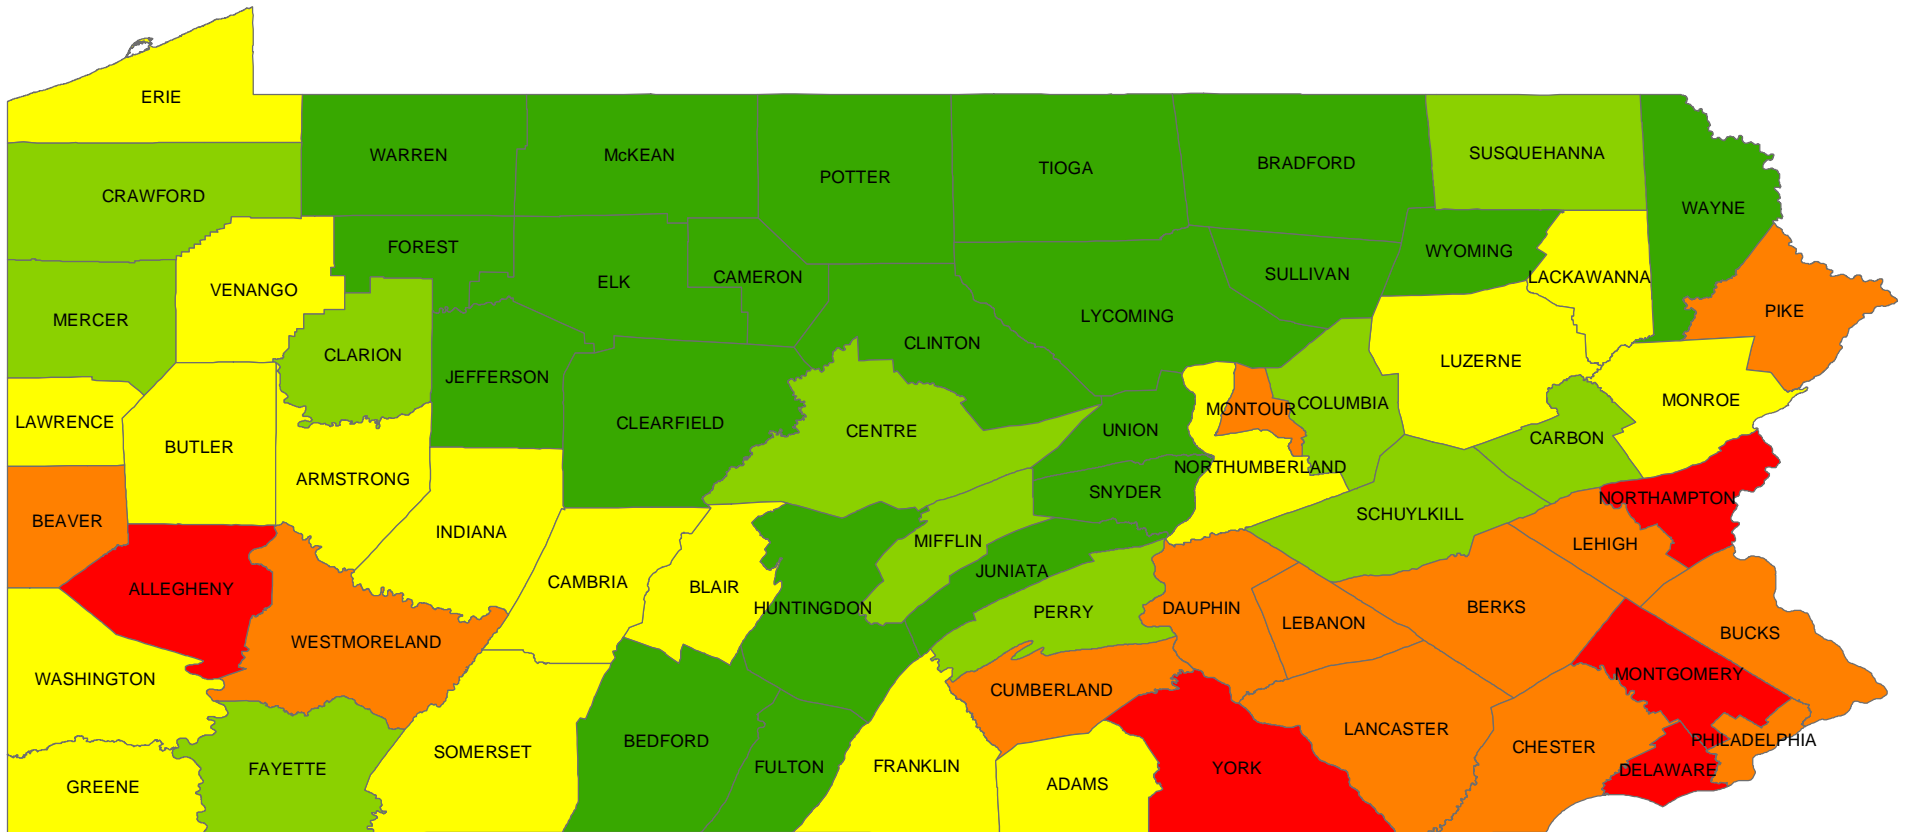 ERIE
WARREN
McKEAN
POTTER
TIOGA
BRADFORD
SUSQUEHANNA
WAYNE
CRAWFORD
FOREST
ELK
CAMERON
SULLIVAN
WYOMING
LACKAWANNA
PIKE
VENANGO
MERCER
CLARION
JEFFERSON
CLINTON
LYCOMING
LUZERNE
MONROE
LAWRENCE
BUTLER
ARMSTRONG
CLEARFIELD
CENTRE
UNION
MONTOUR
COLUMBIA
CARBON
NORTHUMBERLAND
SNYDER
NORTHAMPTON
BEAVER
INDIANA
MIFFLIN
SCHUYLKILL
LEHIGH
ALLEGHENY
CAMBRIA
BLAIR
HUNTINGDON
JUNIATA
PERRY
DAUPHIN
LEBANON
BERKS
BUCKS
WESTMORELAND
WASHINGTON
CUMBERLAND
MONTGOMERY
LANCASTER
CHESTER
PHILADELPHIA
DELAWARE
GREENE
FAYETTE
SOMERSET
BEDFORD
FULTON
FRANKLIN
ADAMS
YORK